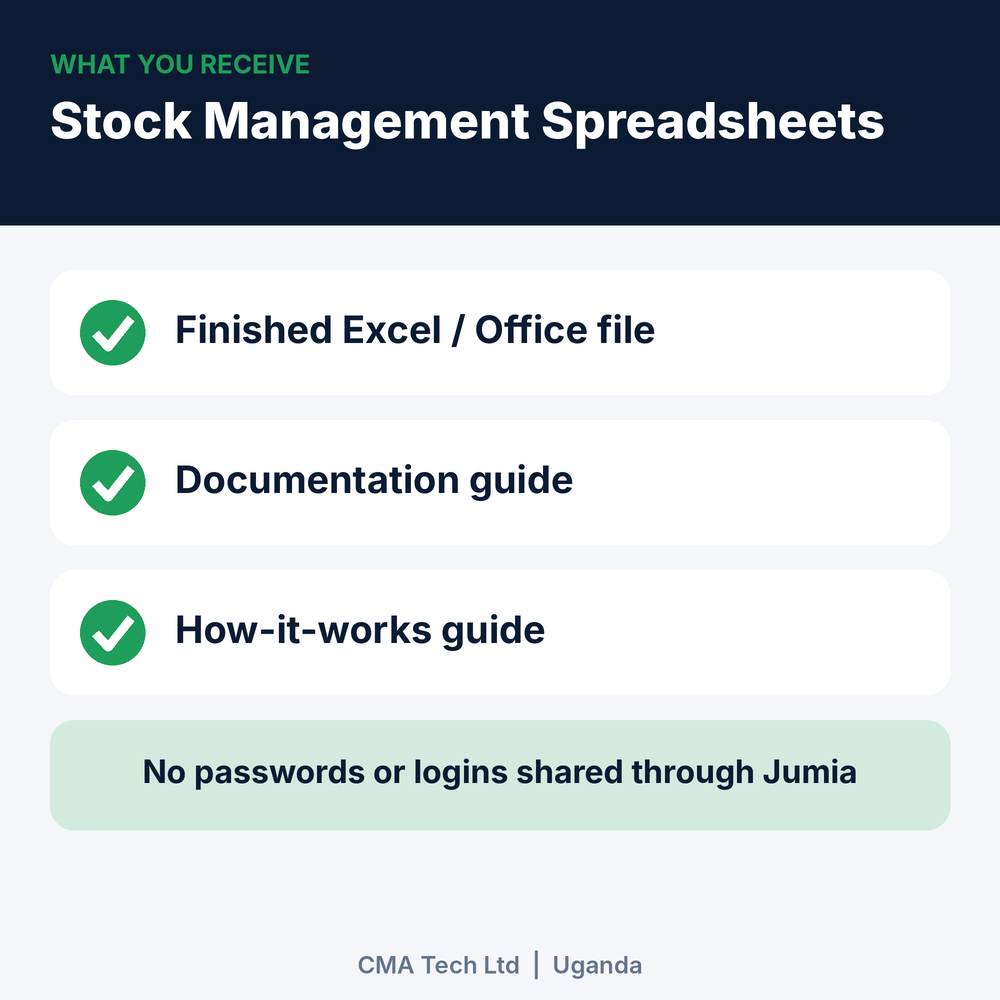 WHAT YOU RECEIVE
Stock Management Spreadsheets
Finished Excel / Office file
Documentation guide
How-it-works guide
No passwords or logins shared through Jumia
CMA Tech Ltd | Uganda